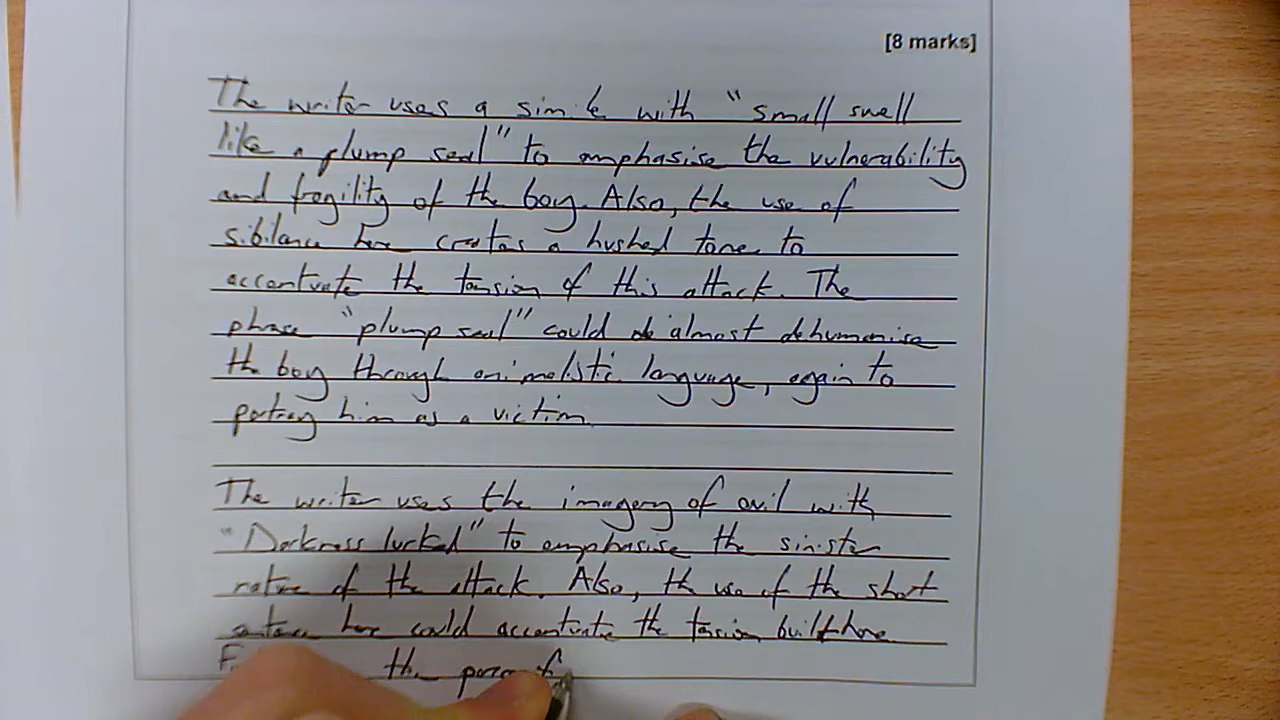 [8 marks]
The writer uses a simile with "small swell
like a plump seal" to emphasise the vulnerability
and fragility of the boy. Also, the use of
sibilance here creates a hushed tone to
accentuate the tension of this attack. The
phrase "plump seal" could almost dehumanise
the boy through animalistic language, again to
portray him as a victim.
The writer uses the imagery of evil with
"Darkness lurked" to emphasise the sinister
nature of the attack. Also, the use of the short
sentence here could accentuate the tension built here.
the